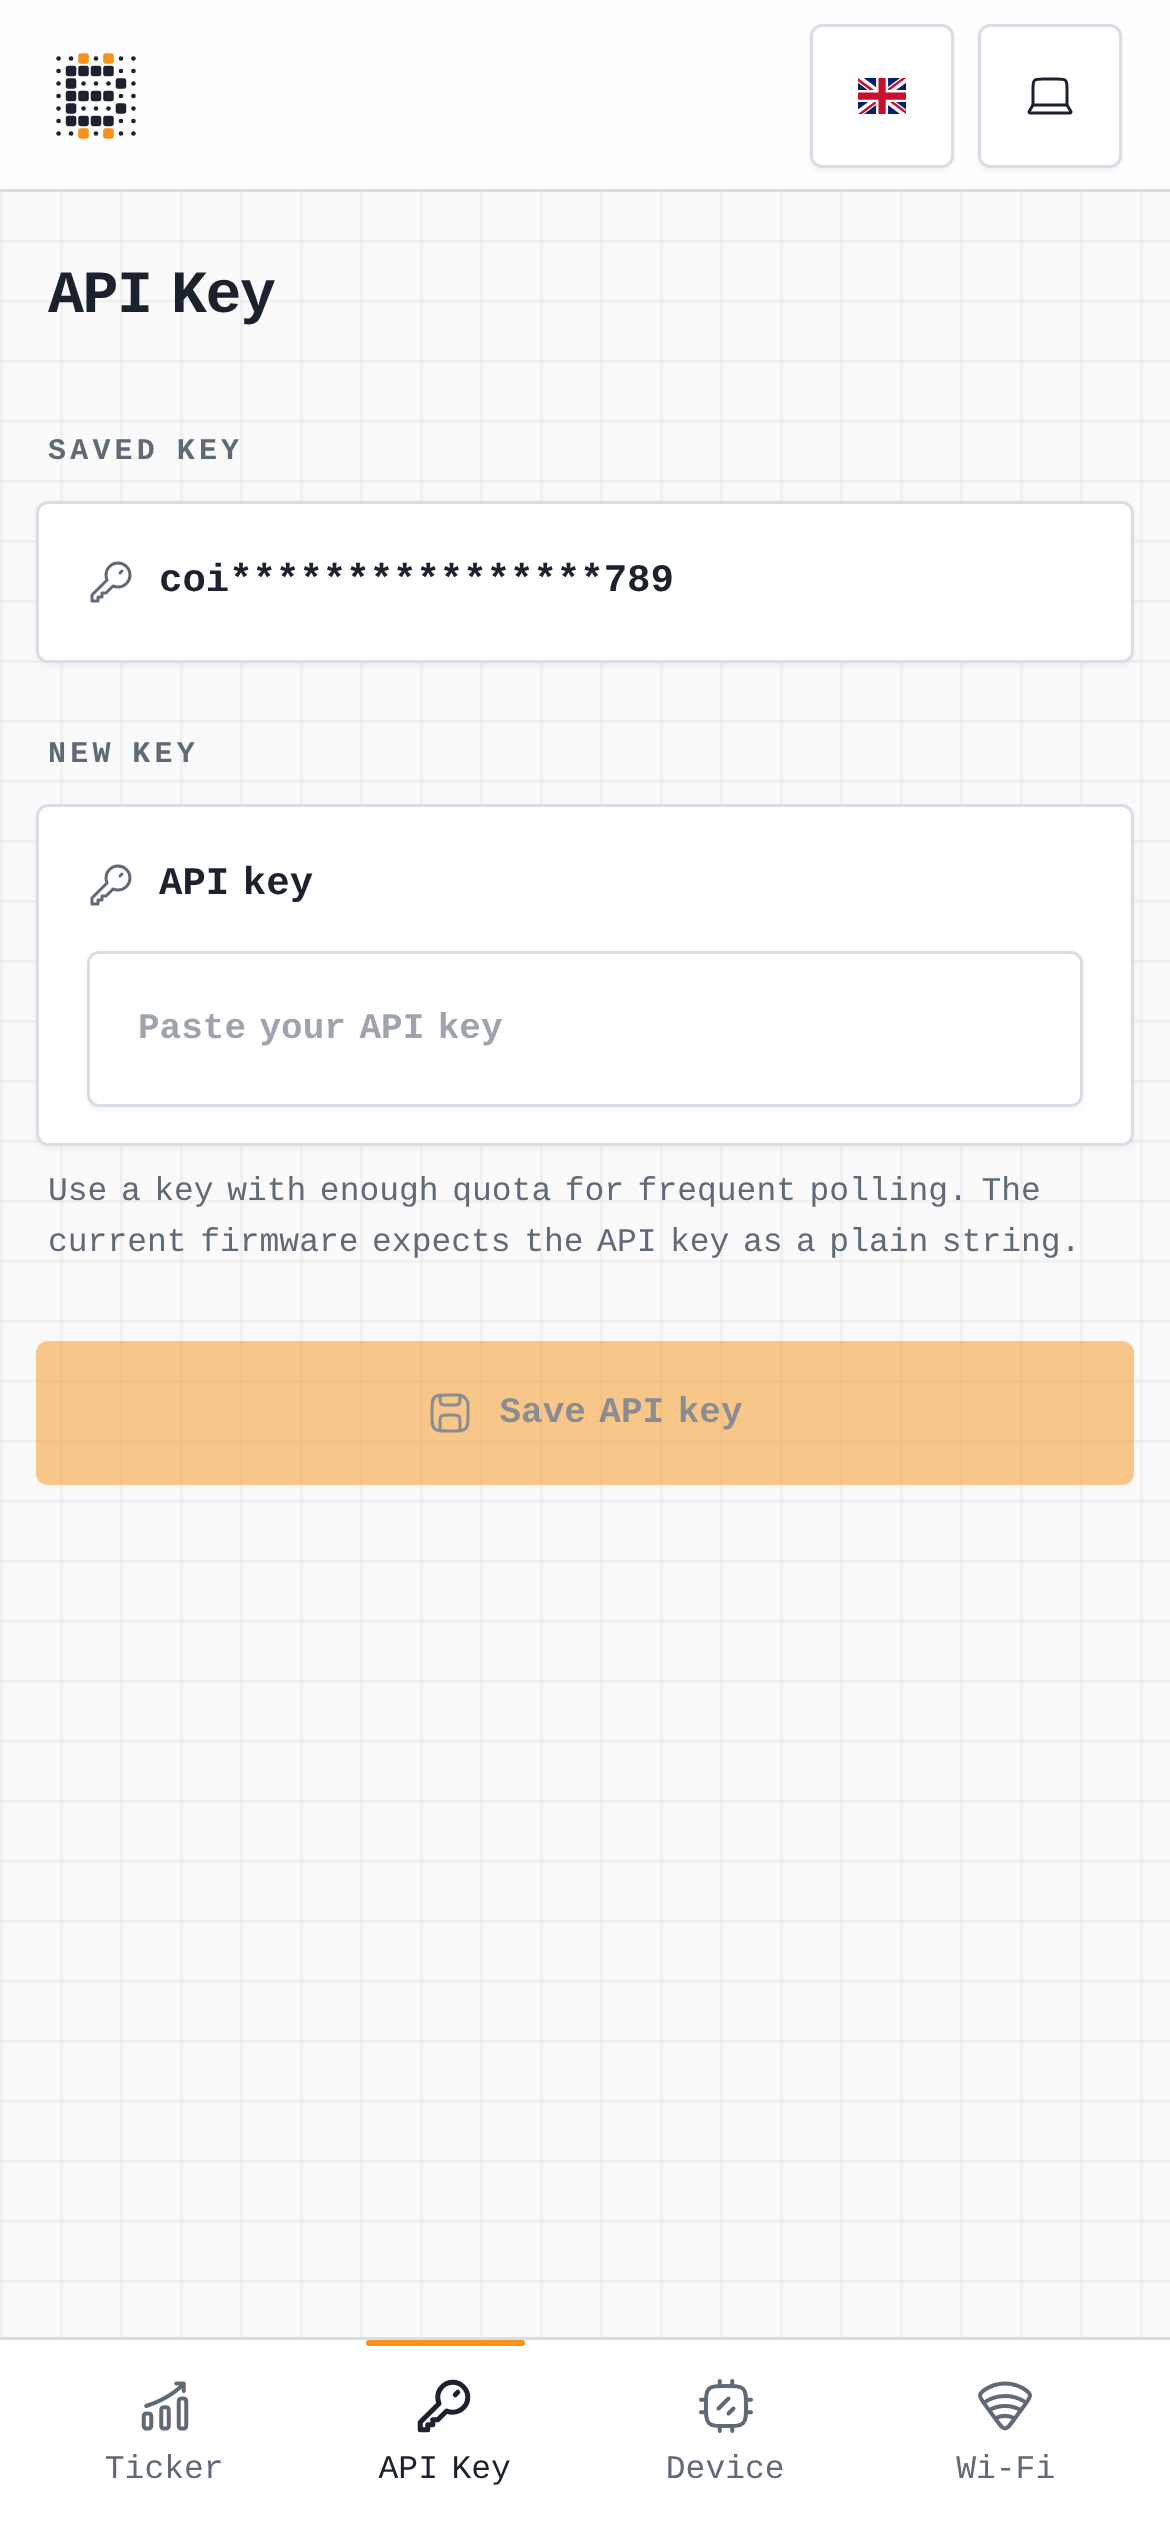 API Key
SAVED KEY
coi****************789
NEW KEY
API key
Paste your API key
Use a key with enough quota for frequent polling. The
current firmware expects the API key as a plain string.
Save API key
Ticker
API Key
Device
Wi-Fi